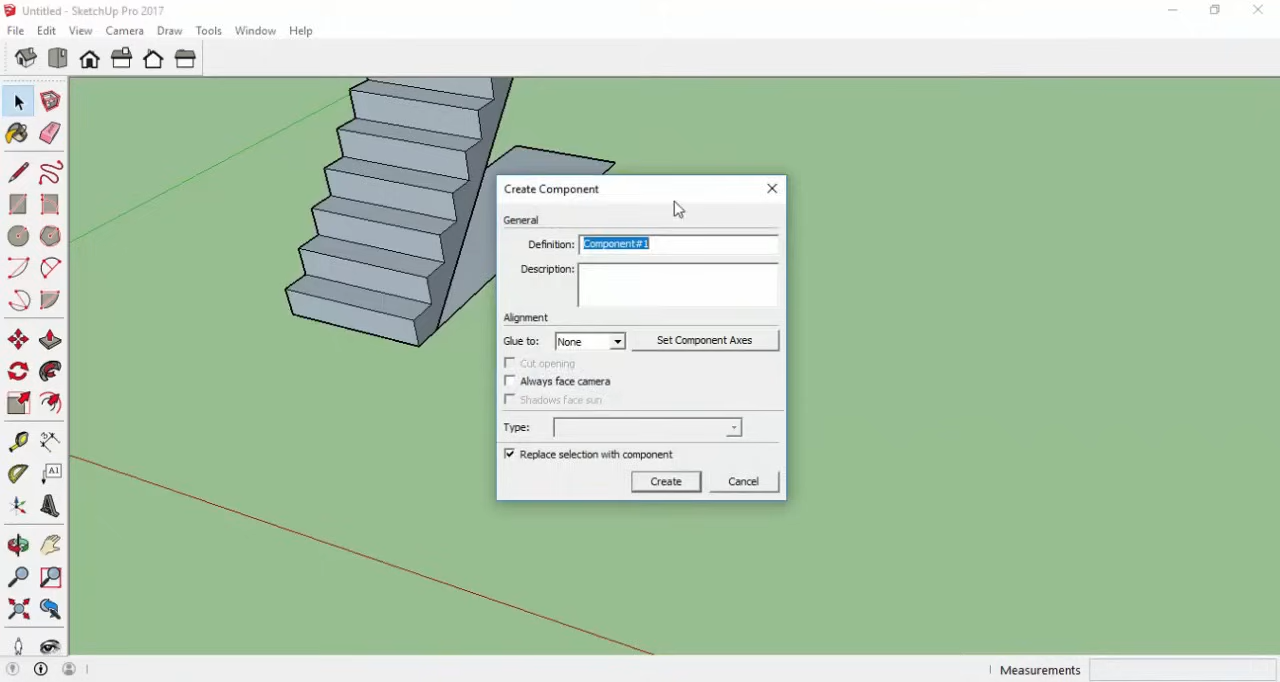 Untitled - SketchUp Pro 2017
File Edit View Camera Draw Tools Window Help
Create Component
General
Definition: Component#1
Description:
Alignment
Glue to: None Set Component Axes
Cut opening
Always face camera
Shadows face sun
Type:
Replace selection with component
Create Cancel
A1
Measurements